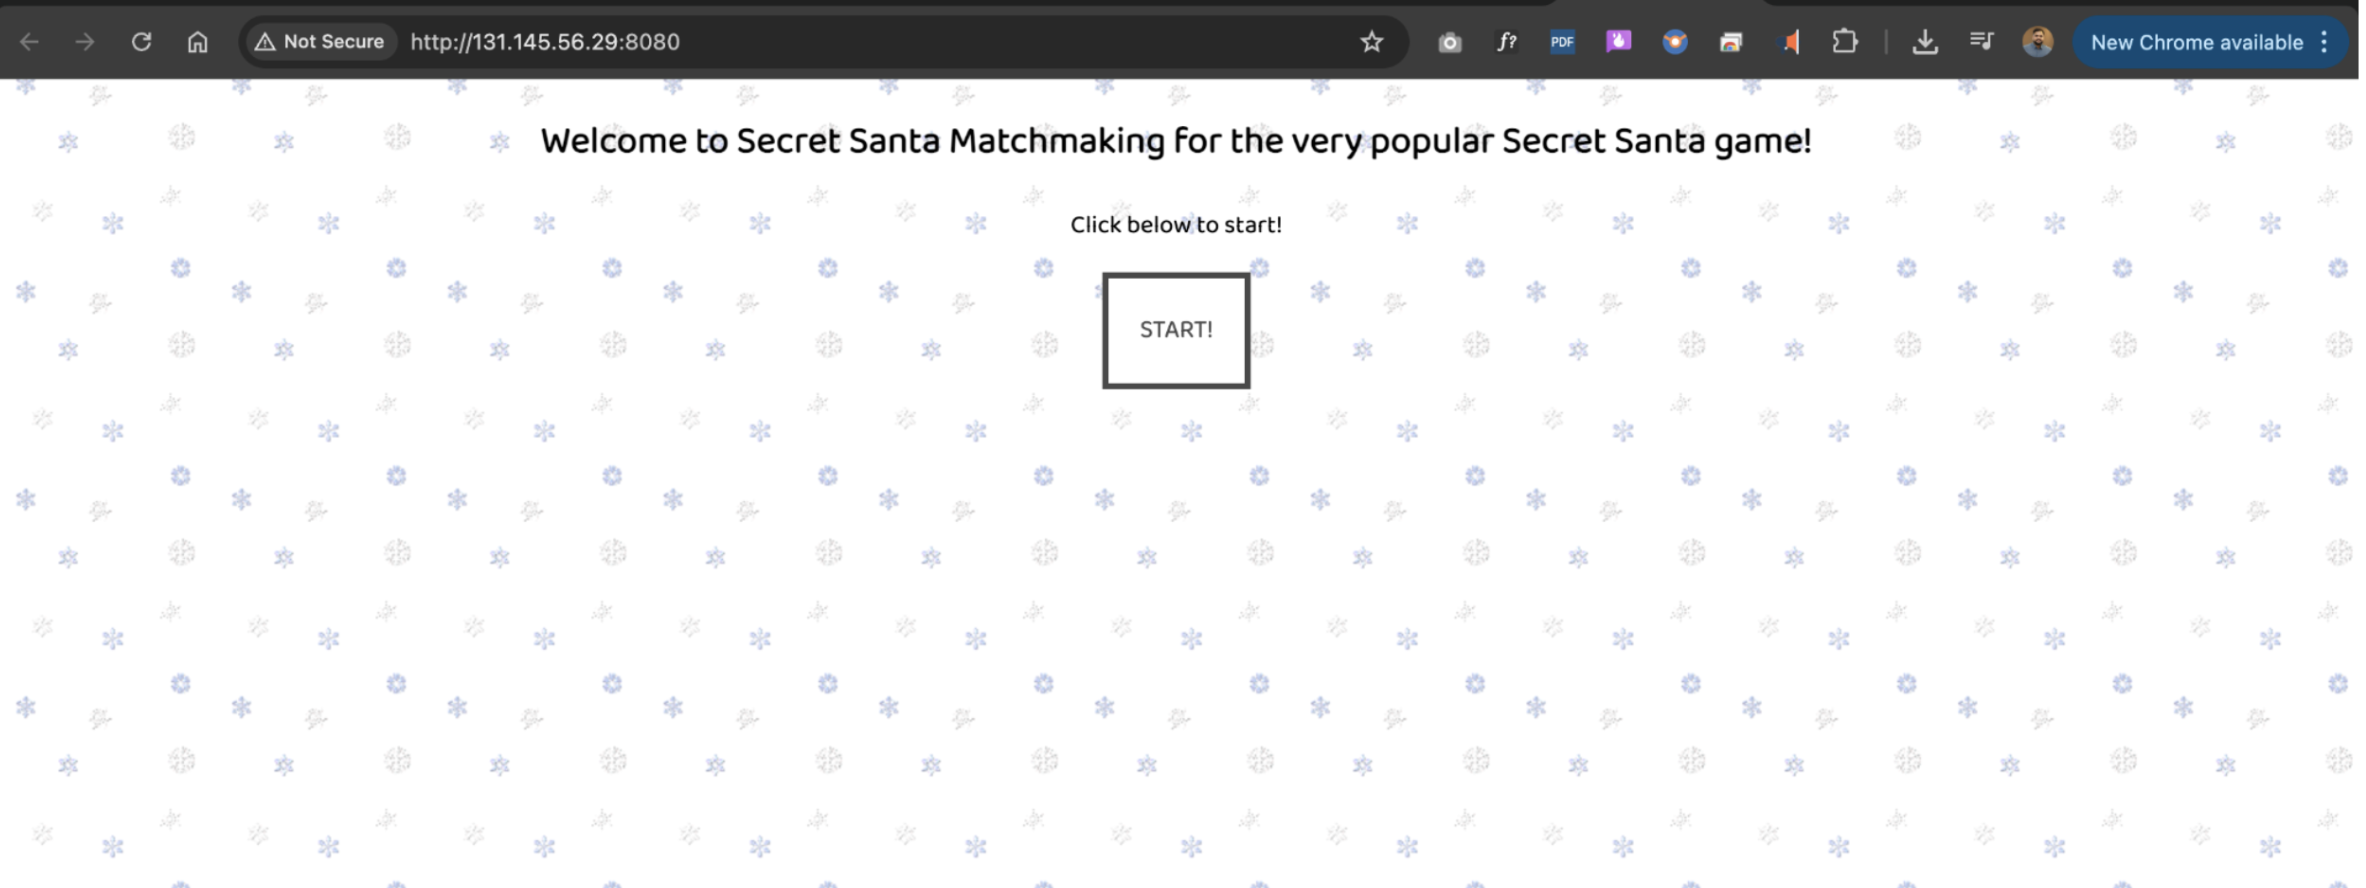 Not Secure http://131.145.56.29:8080 f? PDF New Chrome available
Welcome to Secret Santa Matchmaking for the very popular Secret Santa game!
Click below to start!
START!